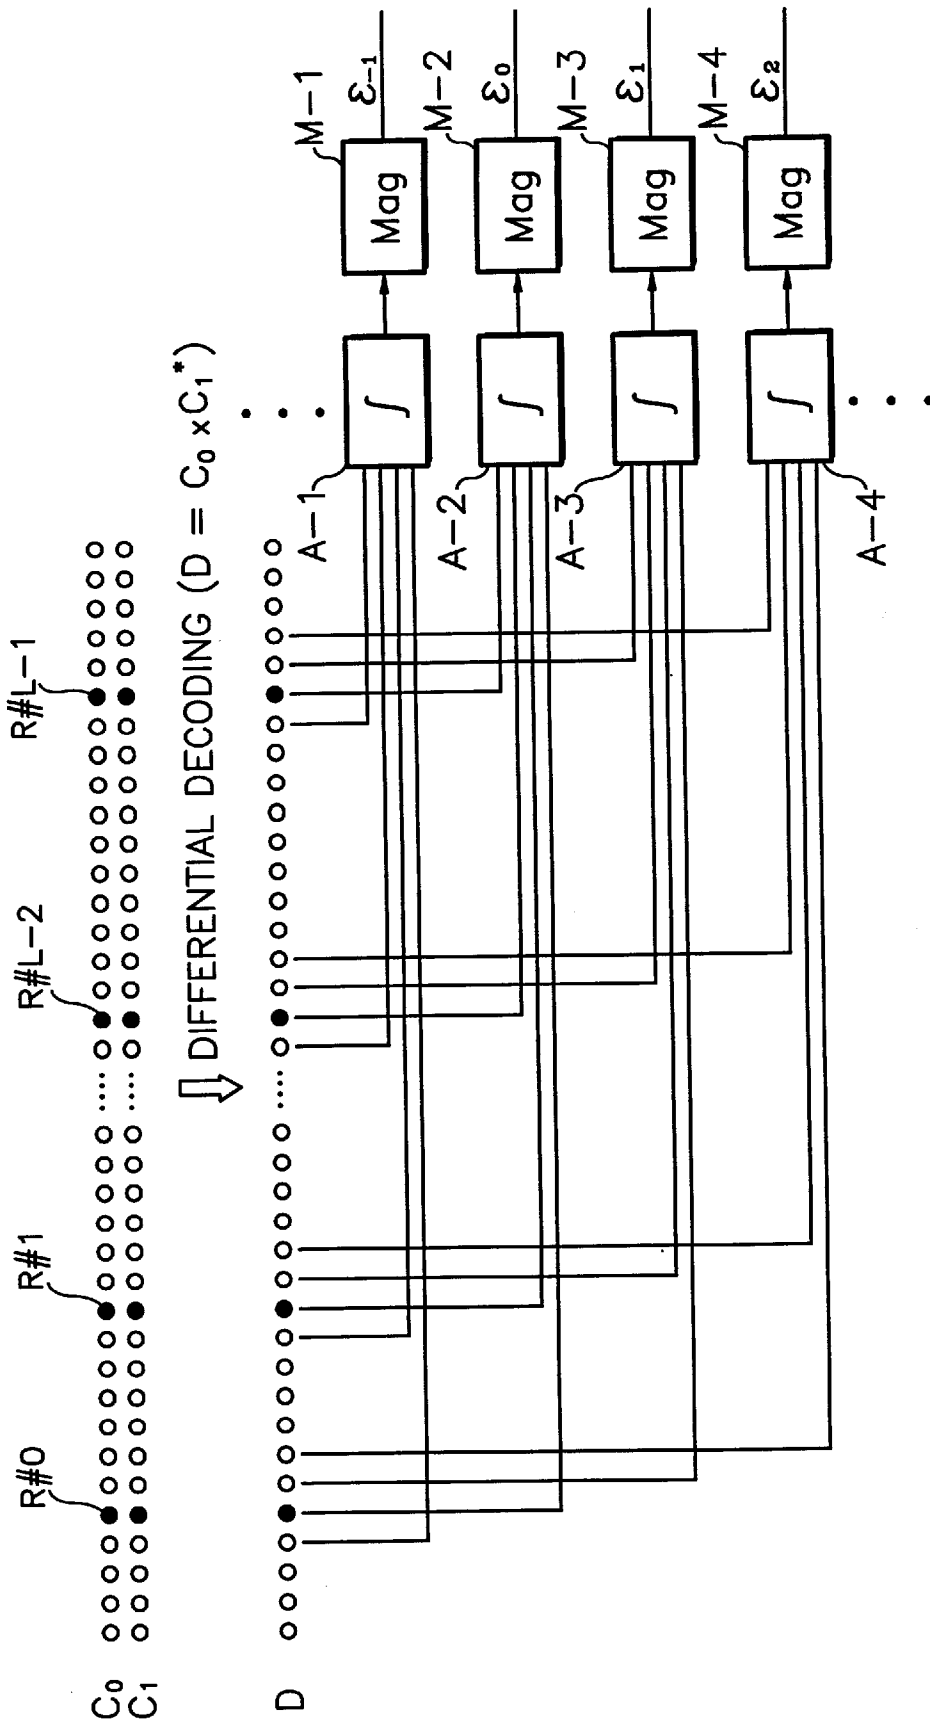 R#0 R#1 R#L-2 R#L-1
C₀
C₁
DIFFERENTIAL DECODING (D = C₀ x C₁*)
D
A-1 ∫ Mag M-1 ε₋₁
A-2 ∫ Mag M-2 ε₀
A-3 ∫ Mag M-3 ε₁
A-4 ∫ Mag M-4 ε₂